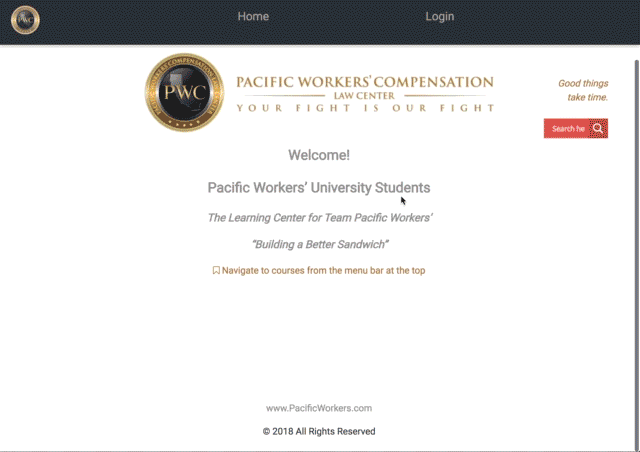 PWC
Home
Login
PWC
PACIFIC WORKERS' COMPENSATION
LAW CENTER
YOUR FIGHT IS OUR FIGHT
Good things
take time.
Search he
Welcome!
Pacific Workers’ University Students
The Learning Center for Team Pacific Workers’
“Building a Better Sandwich”
Navigate to courses from the menu bar at the top
www.PacificWorkers.com
© 2018 All Rights Reserved